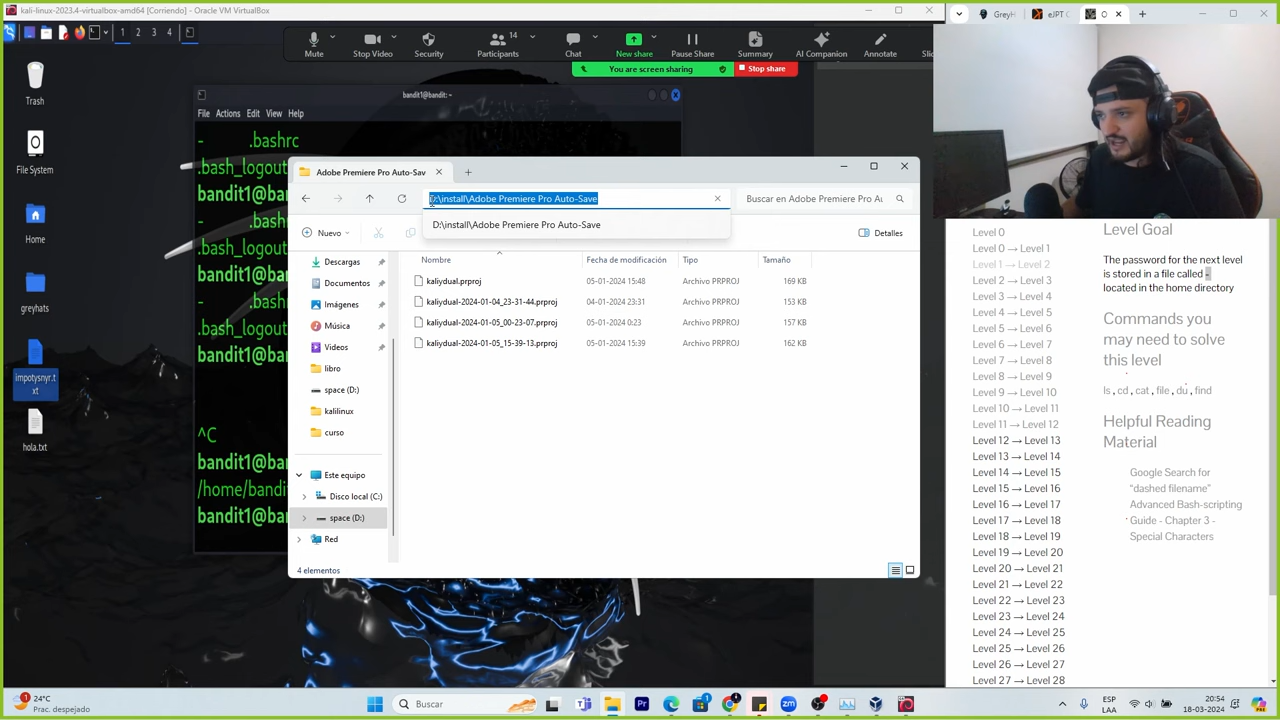 kali-linux-2023.4-virtualbox-amd64 [Corriendo] - Oracle VM VirtualBox
GreyH
eJPT C
O
1 2 3 4
Mute
Stop Video
Security
Participants 14
Chat
New share
Pause Share
Summary
AI Companion
Annotate
You are screen sharing
Stop share
Trash
File System
Home
greyhats
impotysnyr.t
xt
hola.txt
bandit1@bandit: ~
File Actions Edit View Help
- .bashrc
.bash_logout
bandit1@ba
-
.bash_logout
bandit1@ba
-
.bash_logout
bandit1@ba
^C
bandit1@ba
/home/bandi
bandit1@ba
Adobe Premiere Pro Auto-Sav
D:\install\Adobe Premiere Pro Auto-Save
Buscar en Adobe Premiere Pro Au
D:\install\Adobe Premiere Pro Auto-Save
Nuevo
Detalles
Descargas
Documentos
Imágenes
Música
Videos
libro
space (D:)
kalilinux
curso
Este equipo
Disco local (C:)
space (D:)
Red
Nombre Fecha de modificación Tipo Tamaño
kaliydual.prproj 05-01-2024 15:48 Archivo PRPROJ 169 KB
kaliydual-2024-01-04_23-31-44.prproj 04-01-2024 23:31 Archivo PRPROJ 153 KB
kaliydual-2024-01-05_00-23-07.prproj 05-01-2024 0:23 Archivo PRPROJ 157 KB
kaliydual-2024-01-05_15-39-13.prproj 05-01-2024 15:39 Archivo PRPROJ 162 KB
4 elementos
Level 0
Level 0 → Level 1
Level 1 → Level 2
Level 2 → Level 3
Level 3 → Level 4
Level 4 → Level 5
Level 5 → Level 6
Level 6 → Level 7
Level 7 → Level 8
Level 8 → Level 9
Level 9 → Level 10
Level 10 → Level 11
Level 11 → Level 12
Level 12 → Level 13
Level 13 → Level 14
Level 14 → Level 15
Level 15 → Level 16
Level 16 → Level 17
Level 17 → Level 18
Level 18 → Level 19
Level 19 → Level 20
Level 20 → Level 21
Level 21 → Level 22
Level 22 → Level 23
Level 23 → Level 24
Level 24 → Level 25
Level 25 → Level 26
Level 26 → Level 27
Level 27 → Level 28
Level Goal
The password for the next level
is stored in a file called -
located in the home directory
Commands you
may need to solve
this level
ls , cd , cat , file , du , find
Helpful Reading
Material
Google Search for
“dashed filename”
Advanced Bash-scripting
Guide - Chapter 3 -
Special Characters
1
24°C
Prac. despejado
Buscar
ESP
LAA
20:54
18-03-2024